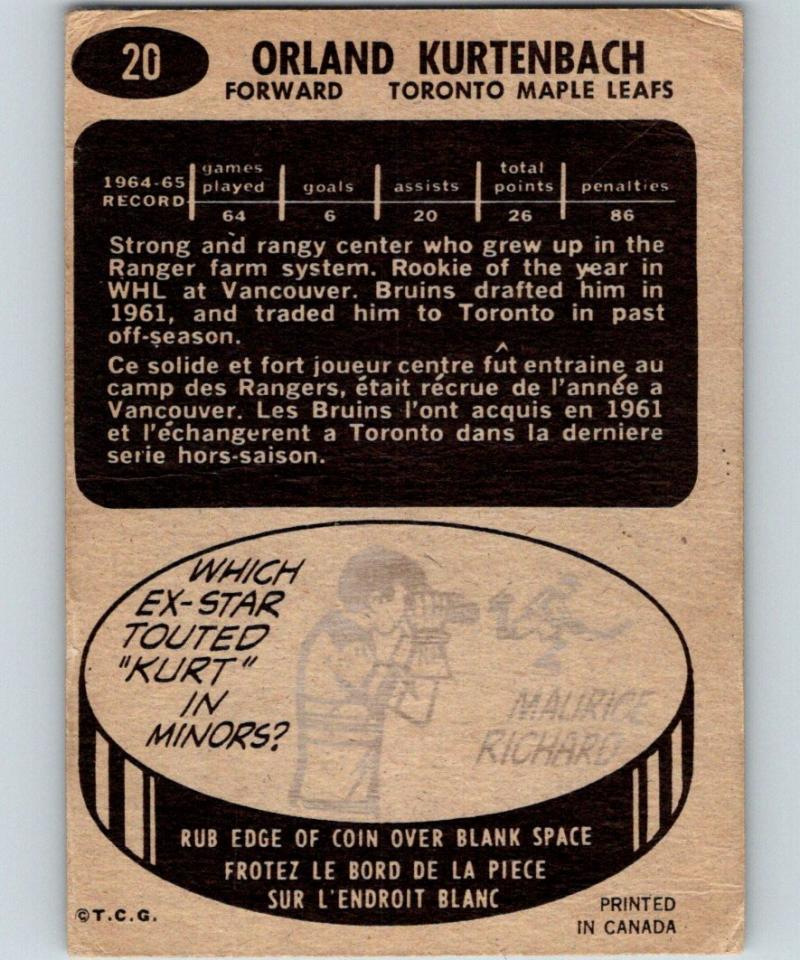 20
ORLAND KURTENBACH
FORWARD TORONTO MAPLE LEAFS
1964-65 RECORD games played goals assists total points penalties
64 6 20 26 86
Strong and rangy center who grew up in the
Ranger farm system. Rookie of the year in
WHL at Vancouver. Bruins drafted him in
1961, and traded him to Toronto in past
off-season.
Ce solide et fort joueur centre fût entraine au
camp des Rangers, était récrue de l'année a
Vancouver. Les Bruins l'ont acquis en 1961
et l'échangerent a Toronto dans la derniere
serie hors-saison.
WHICH
EX-STAR
TOUTED
"KURT"
IN
MINORS?
MAURICE
RICHARD
RUB EDGE OF COIN OVER BLANK SPACE
FROTEZ LE BORD DE LA PIECE
SUR L'ENDROIT BLANC
©T.C.G.
PRINTED
IN CANADA